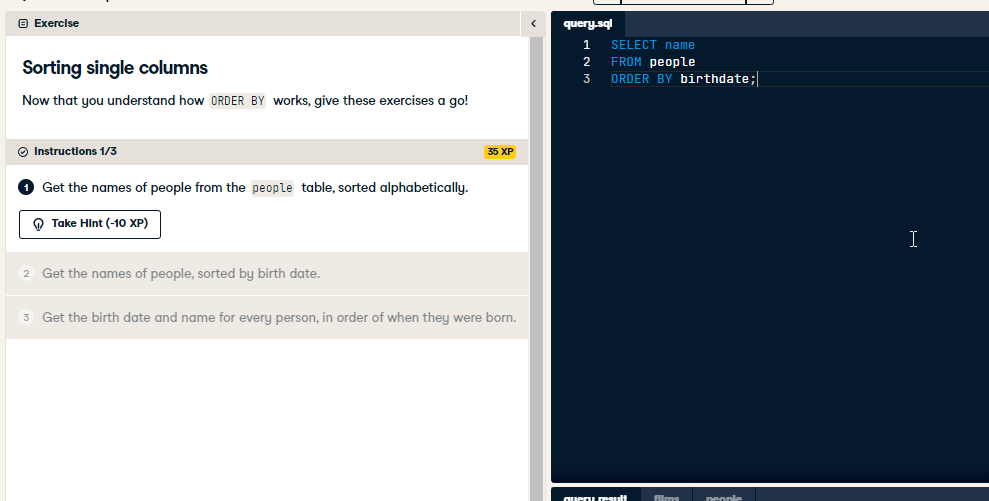 Exercise
Sorting single columns
Now that you understand how ORDER BY works, give these exercises a go!
Instructions 1/3
35 XP
1 Get the names of people from the people table, sorted alphabetically.
Take Hint (-10 XP)
2 Get the names of people, sorted by birth date.
3 Get the birth date and name for every person, in order of when they were born.
query.sql
1 SELECT name
2 FROM people
3 ORDER BY birthdate;
query result films people